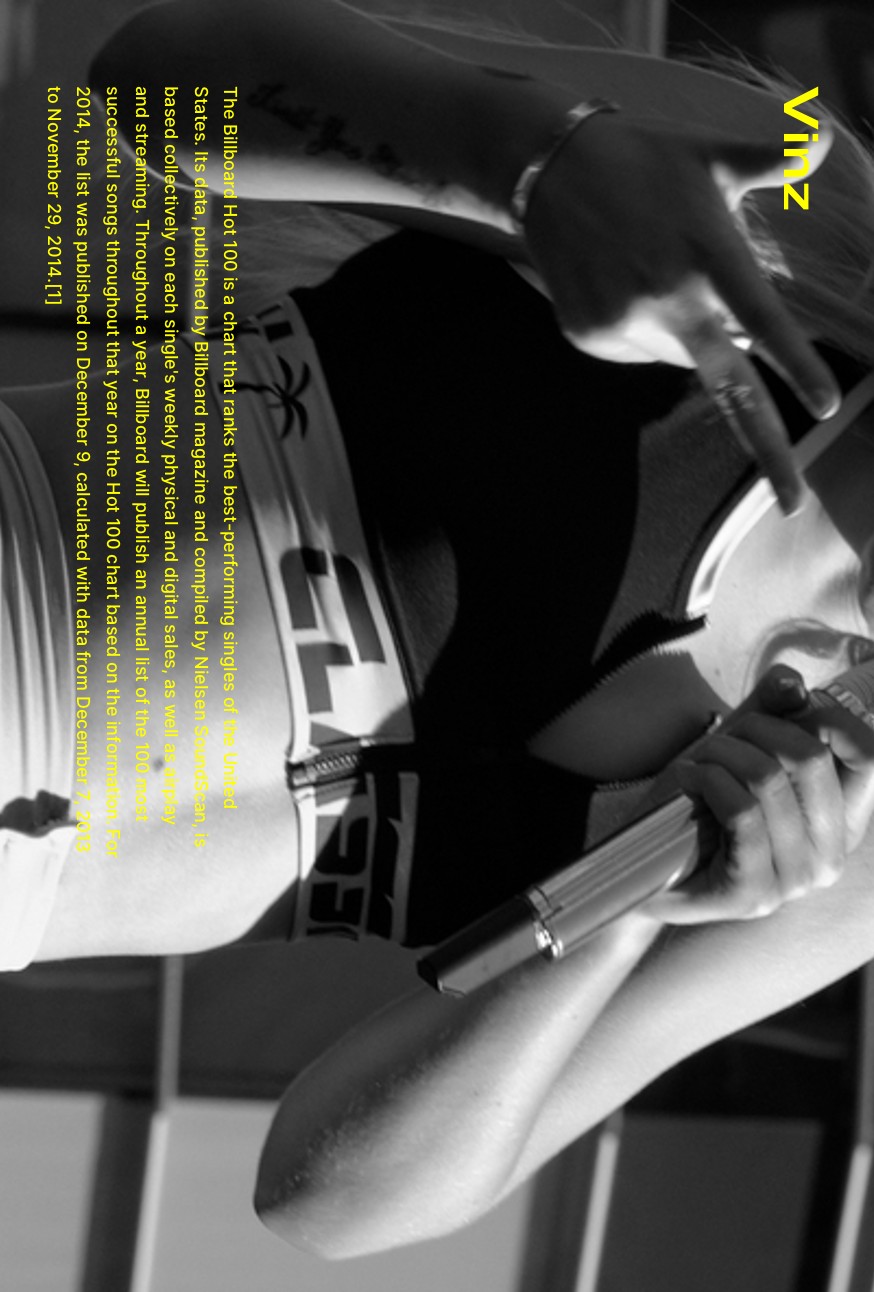 Vinz
The Billboard Hot 100 is a chart that ranks the best-performing singles of the United
States. Its data, published by Billboard magazine and compiled by Nielsen SoundScan, is
based collectively on each single's weekly physical and digital sales, as well as airplay
and streaming. Throughout a year, Billboard will publish an annual list of the 100 most
successful songs throughout that year on the Hot 100 chart based on the information. For
2014, the list was published on December 9, calculated with data from December 7, 2013
to November 29, 2014.[1]